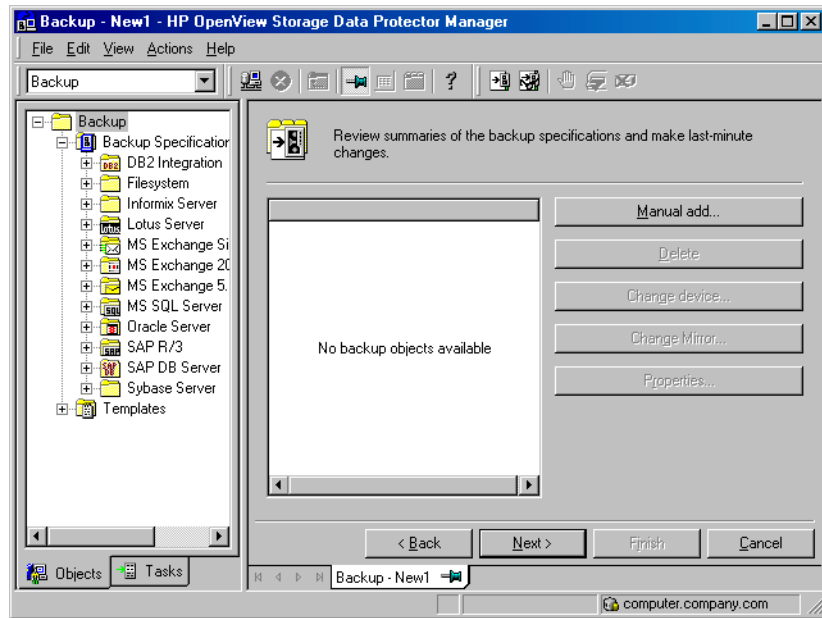 Backup - New1 - HP OpenView Storage Data Protector Manager
File Edit View Actions Help
Backup
Backup
Backup Specification
DB2 Integration
Filesystem
Informix Server
Lotus Server
MS Exchange Si
MS Exchange 20
MS Exchange 5.
MS SQL Server
Oracle Server
SAP R/3
SAP DB Server
Sybase Server
Templates
Objects
Tasks
Review summaries of the backup specifications and make last-minute
changes.
No backup objects available
Manual add...
Delete
Change device...
Change Mirror...
Properties...
< Back
Next >
Finish
Cancel
Backup - New1
computer.company.com